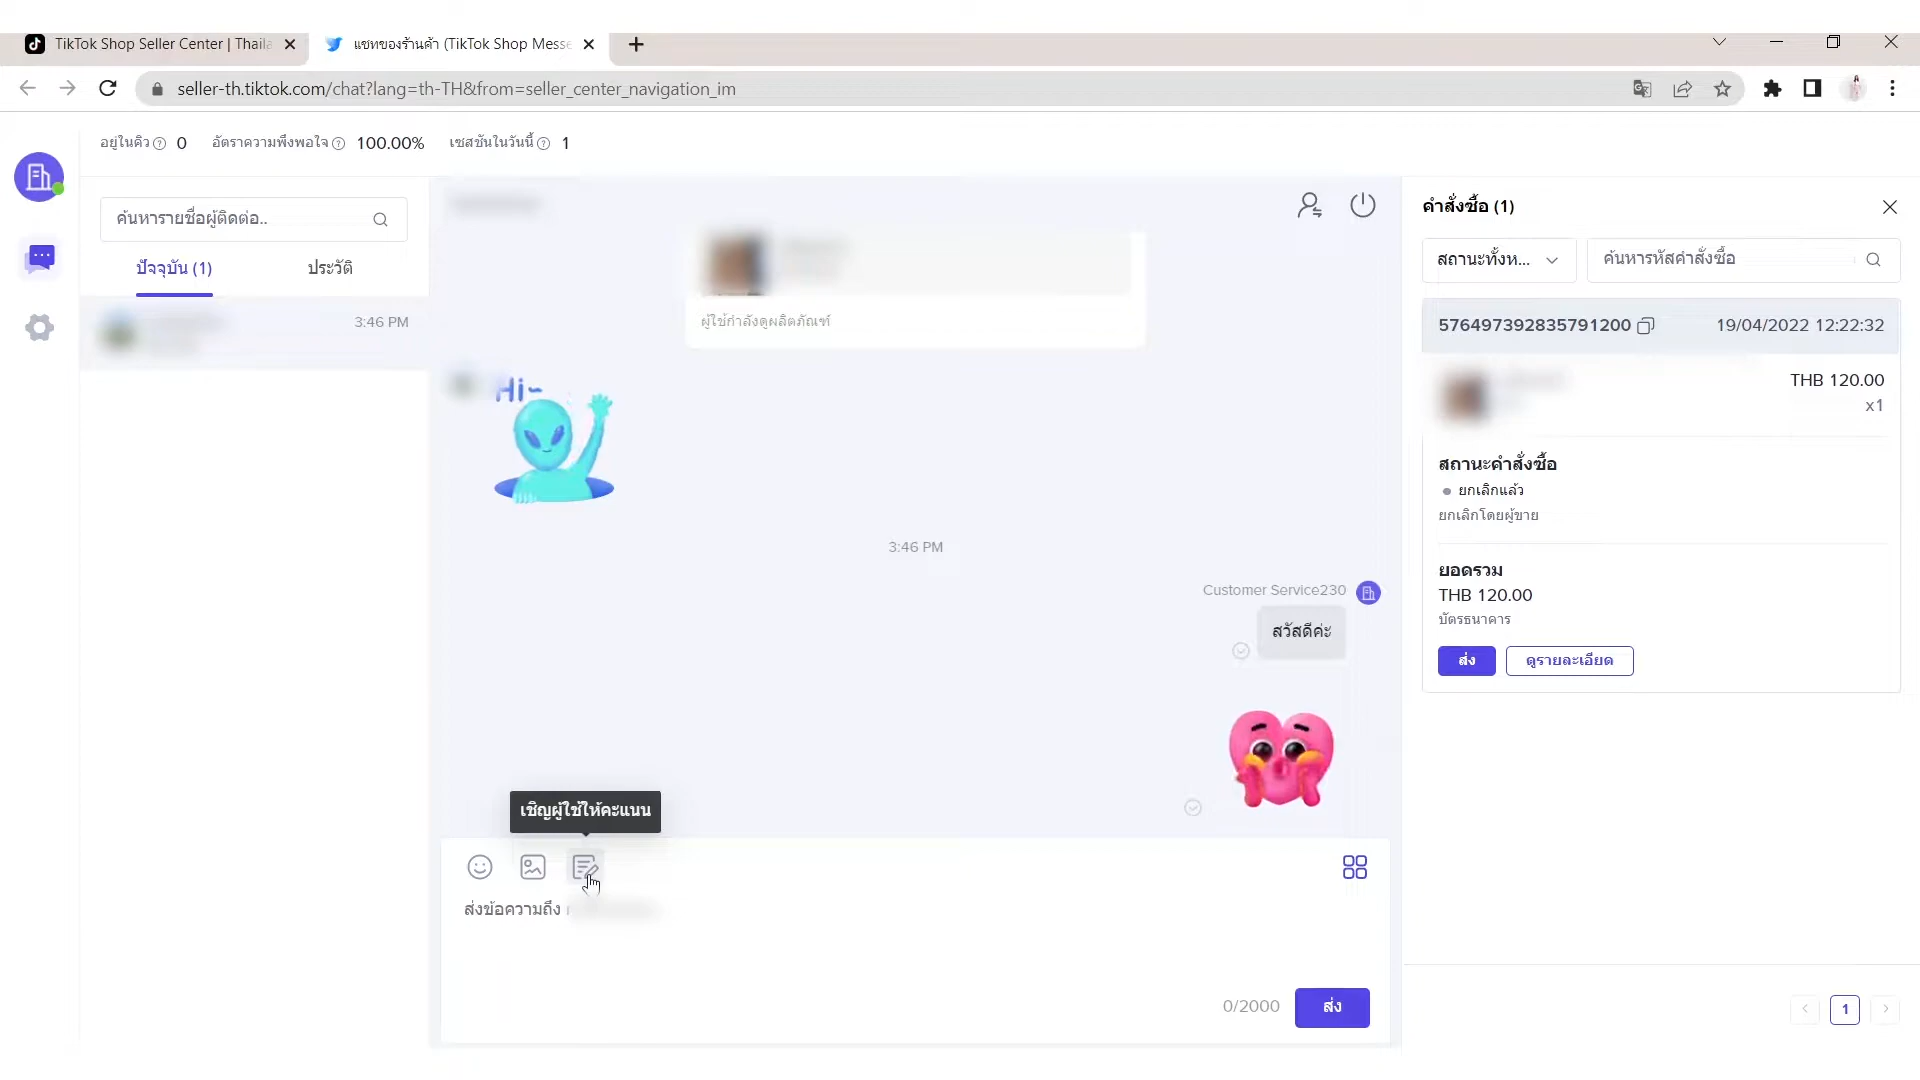 TikTok Shop Seller Center | Thaila
แชทของร้านค้า (TikTok Shop Messe
seller-th.tiktok.com/chat?lang=th-TH&from=seller_center_navigation_im
อยู่ในคิว 0 อัตราความพึงพอใจ 100.00% เซสชันในวันนี้ 1
ค้นหารายชื่อผู้ติดต่อ..
ปัจจุบัน (1) ประวัติ
3:46 PM
ผู้ใช้กำลังดูผลิตภัณฑ์
Hi~
3:46 PM
Customer Service230
สวัสดีค่ะ
เชิญผู้ใช้ให้คะแนน
ส่งข้อความถึง
0/2000 ส่ง
คำสั่งซื้อ (1)
สถานะทั้งห... ค้นหารหัสคำสั่งซื้อ
576497392835791200 19/04/2022 12:22:32
THB 120.00
x1
สถานะคำสั่งซื้อ
ยกเลิกแล้ว
ยกเลิกโดยผู้ขาย
ยอดรวม
THB 120.00
บัตรธนาคาร
ส่ง ดูรายละเอียด
1